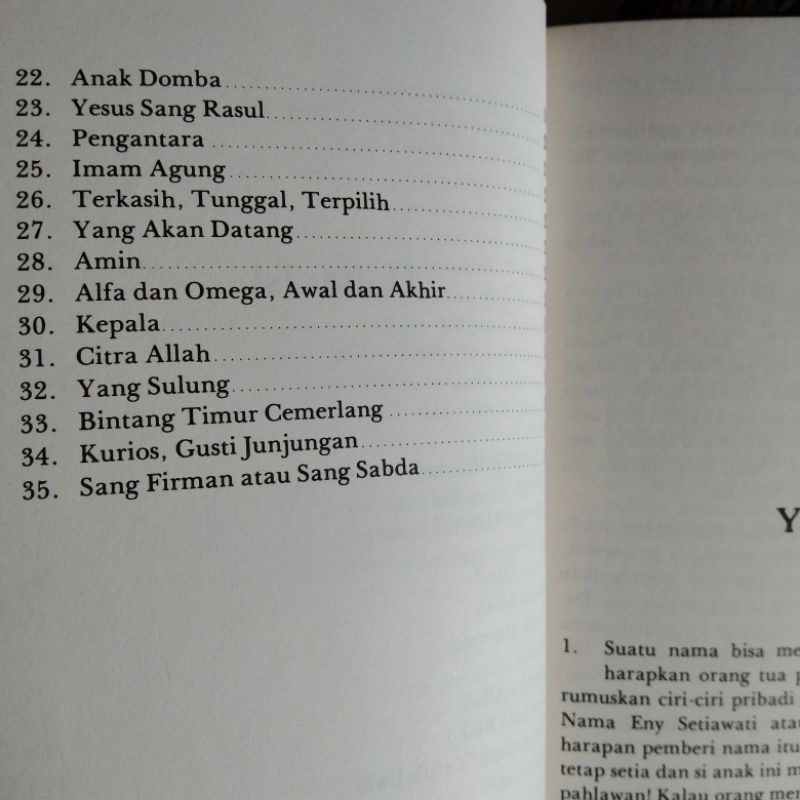 22. Anak Domba
23. Yesus Sang Rasul
24. Pengantara
25. Imam Agung
26. Terkasih, Tunggal, Terpilih
27. Yang Akan Datang
28. Amin
29. Alfa dan Omega, Awal dan Akhir
30. Kepala
31. Citra Allah
32. Yang Sulung
33. Bintang Timur Cemerlang
34. Kurios, Gusti Junjungan
35. Sang Firman atau Sang Sabda
Y
1. Suatu nama bisa me
harapkan orang tua p
rumuskan ciri-ciri pribadi
Nama Eny Setiawati atau
harapan pemberi nama itu
tetap setia dan si anak ini m
pahlawan! Kalau orang men